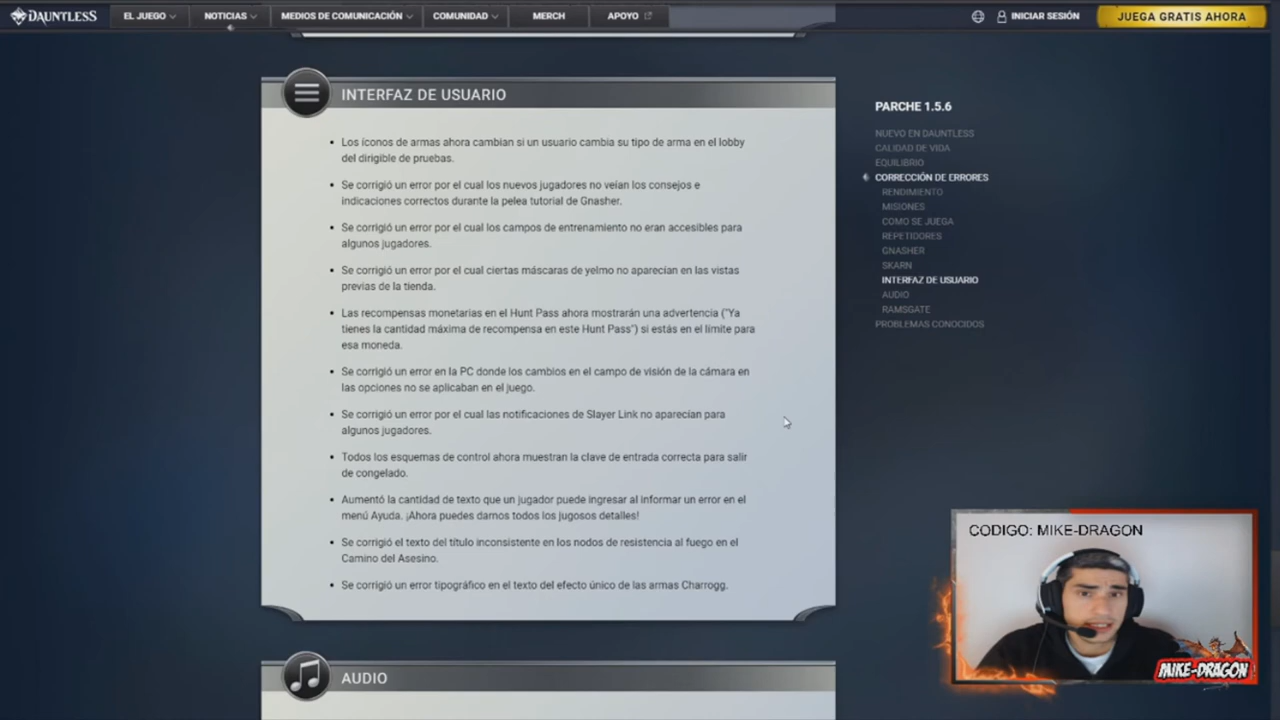 DAUNTLESS
EL JUEGO
NOTICIAS
MEDIOS DE COMUNICACIÓN
COMUNIDAD
MERCH
APOYO
INICIAR SESIÓN
JUEGA GRATIS AHORA
INTERFAZ DE USUARIO
• Los íconos de armas ahora cambian si un usuario cambia su tipo de arma en el lobby
del dirigible de pruebas.
• Se corrigió un error por el cual los nuevos jugadores no veían los consejos e
indicaciones correctos durante la pelea tutorial de Gnasher.
• Se corrigió un error por el cual los campos de entrenamiento no eran accesibles para
algunos jugadores.
• Se corrigió un error por el cual ciertas máscaras de yelmo no aparecían en las vistas
previas de la tienda.
• Las recompensas monetarias en el Hunt Pass ahora mostrarán una advertencia ("Ya
tienes la cantidad máxima de recompensa en este Hunt Pass") si estás en el límite para
esa moneda.
• Se corrigió un error en la PC donde los cambios en el campo de visión de la cámara en
las opciones no se aplicaban en el juego.
• Se corrigió un error por el cual las notificaciones de Slayer Link no aparecían para
algunos jugadores.
• Todos los esquemas de control ahora muestran la clave de entrada correcta para salir
de congelado.
• Aumentó la cantidad de texto que un jugador puede ingresar al informar un error en el
menú Ayuda. ¡Ahora puedes darnos todos los jugosos detalles!
• Se corrigió el texto del título inconsistente en los nodos de resistencia al fuego en el
Camino del Asesino.
• Se corrigió un error tipográfico en el texto del efecto único de las armas Charrogg.
AUDIO
PARCHE 1.5.6
NUEVO EN DAUNTLESS
CALIDAD DE VIDA
EQUILIBRIO
CORRECCIÓN DE ERRORES
RENDIMIENTO
MISIONES
COMO SE JUEGA
REPETIDORES
GNASHER
SKARN
INTERFAZ DE USUARIO
AUDIO
RAMSGATE
PROBLEMAS CONOCIDOS
CODIGO: MIKE-DRAGON
MIKE-DRAGON